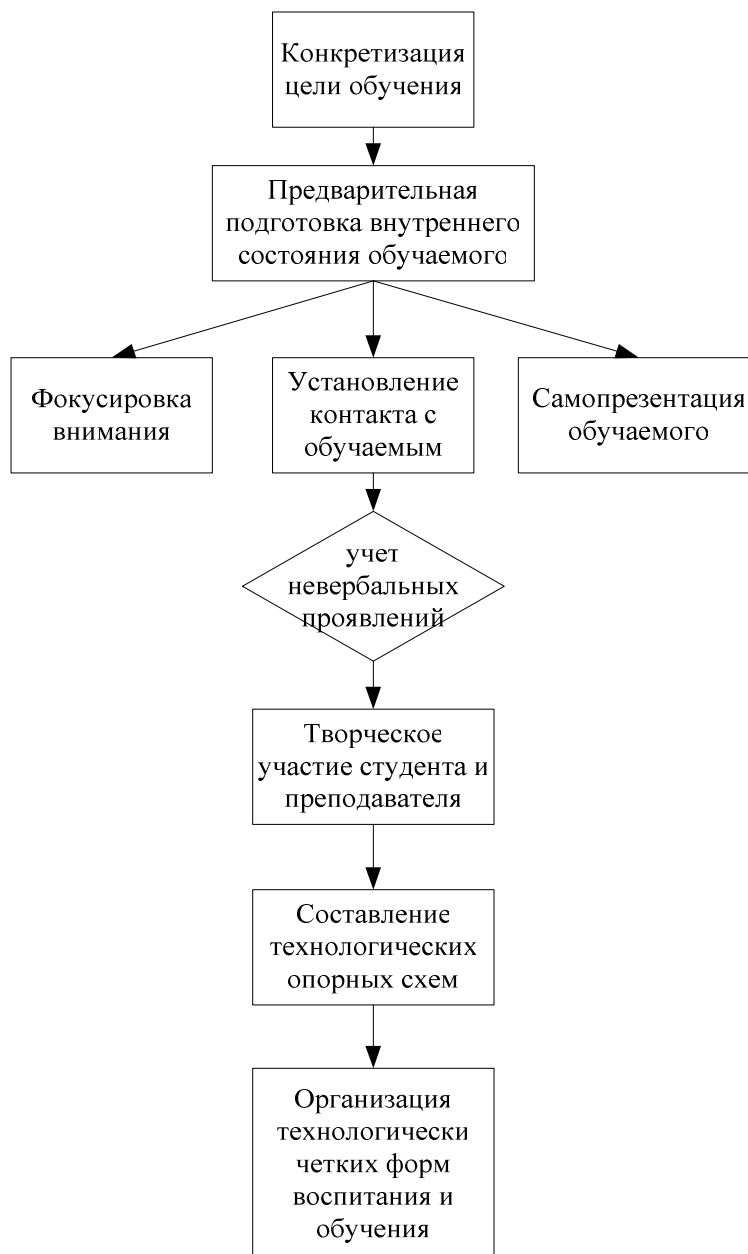 Конкретизация
цели обучения
Предварительная
подготовка внутреннего
состояния обучаемого
Фокусировка
внимания
Установление
контакта с
обучаемым
Самопрезентация
обучаемого
учет
невербальных
проявлений
Творческое
участие студента и
преподавателя
Составление
технологических
опорных схем
Организация
технологически
четких форм
воспитания и
обучения